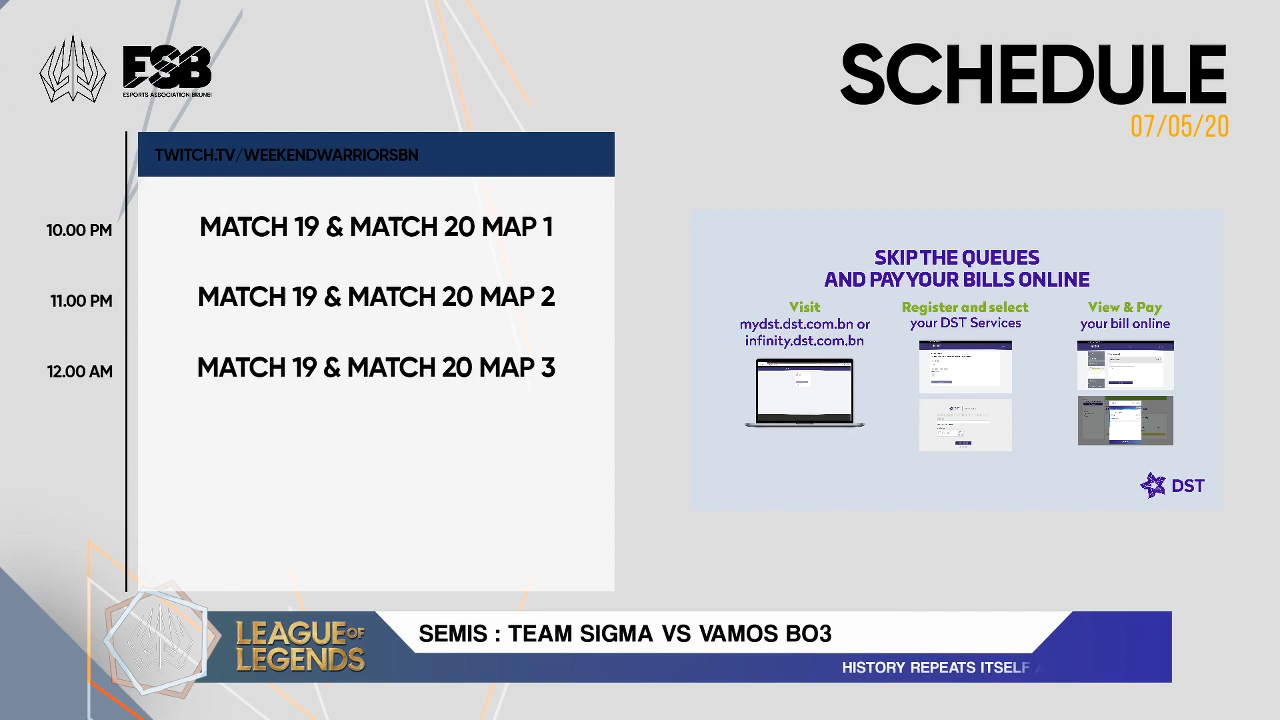 ESB
ESPORTS ASSOCIATION BRUNEI
SCHEDULE
07/05/20
TWITCH.TV/WEEKENDWARRIORSBN
10.00 PM
MATCH 19 & MATCH 20 MAP 1
11.00 PM
MATCH 19 & MATCH 20 MAP 2
12.00 AM
MATCH 19 & MATCH 20 MAP 3
SKIP THE QUEUES
AND PAY YOUR BILLS ONLINE
Visit
mydst.dst.com.bn or
infinity.dst.com.bn
Register and select
your DST Services
View & Pay
your bill online
DST
LEAGUE OF
LEGENDS
SEMIS : TEAM SIGMA VS VAMOS BO3
HISTORY REPEATS ITSELF